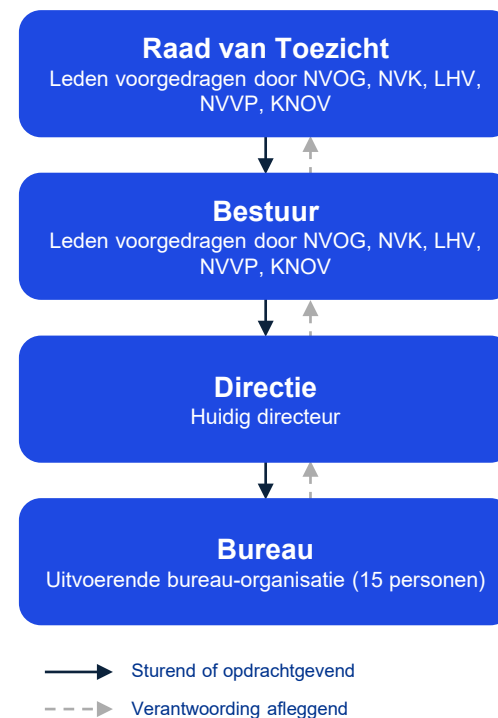 Raad van Toezicht
Leden voorgedragen door NVOG, NVK, LHV,
NVVP, KNOV
Bestuur
Leden voorgedragen door NVOG, NVK, LHV,
NVVP, KNOV
Directie
Huidig directeur
Bureau
Uitvoerende bureau-organisatie (15 personen)
Sturend of opdrachtgevend
Verantwoording afleggend